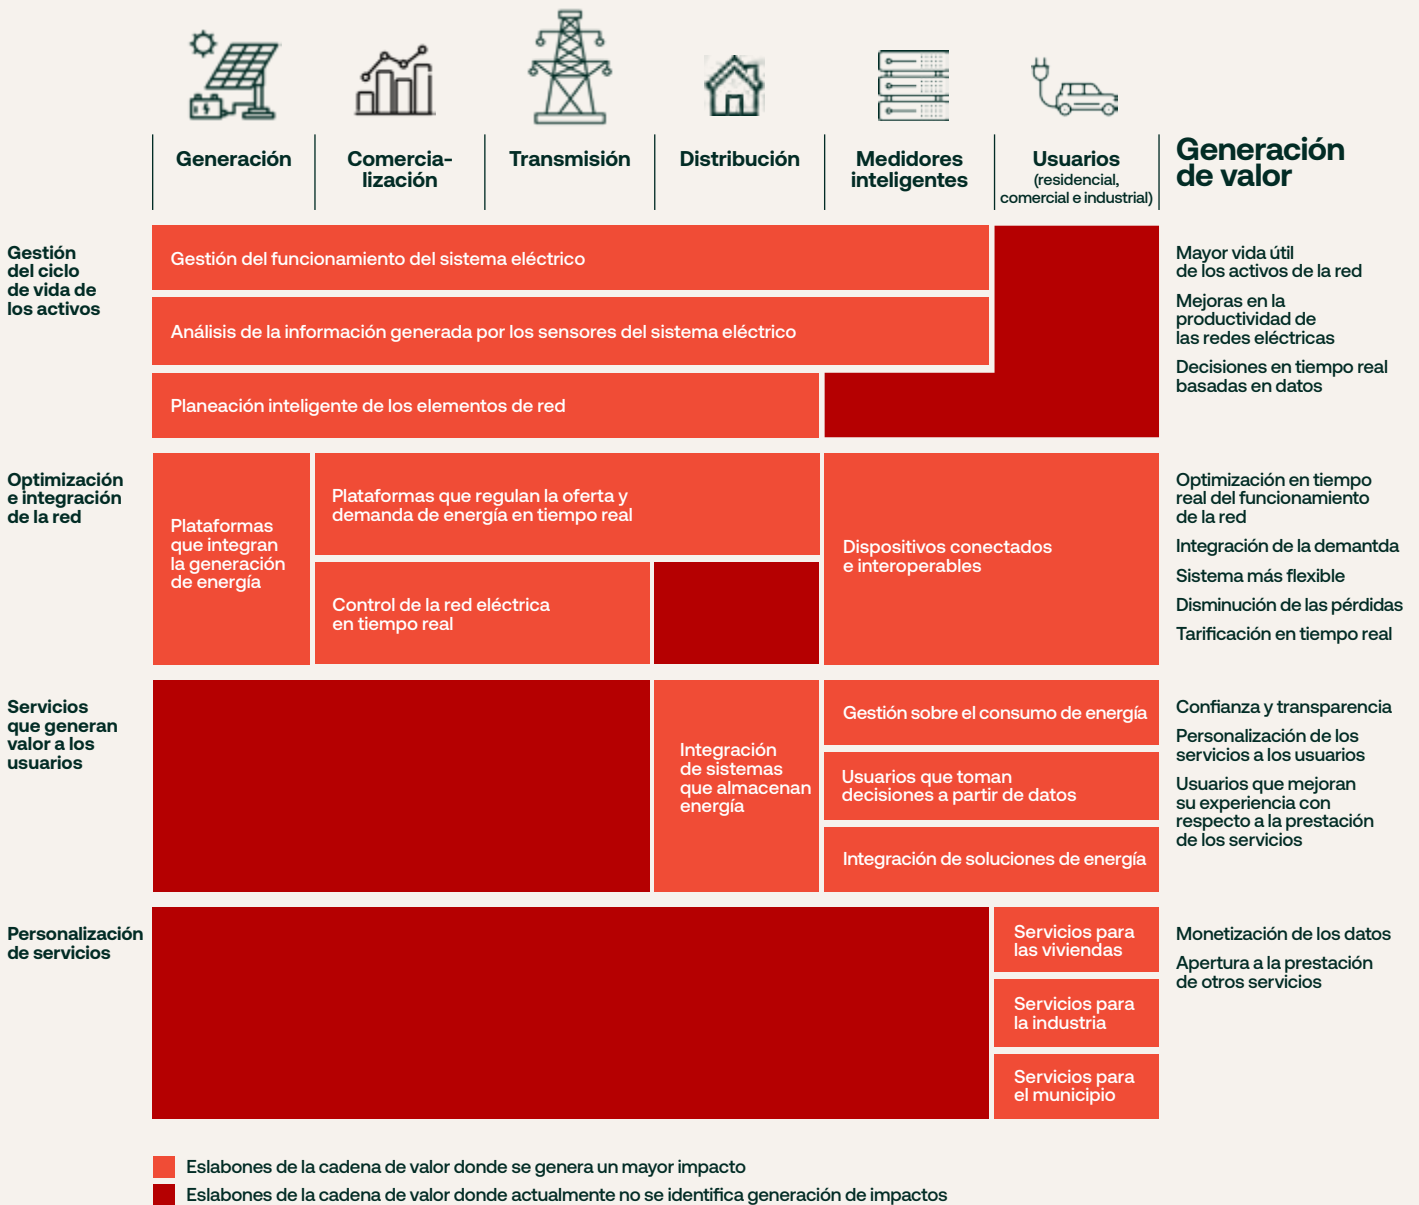 Generación
Comercia-
lización
Transmisión
Distribución
Medidores
inteligentes
Usuarios
(residencial,
comercial e industrial)
Generación
de valor
Gestión
del ciclo
de vida de
los activos
Gestión del funcionamiento del sistema eléctrico
Análisis de la información generada por los sensores del sistema eléctrico
Planeación inteligente de los elementos de red
Mayor vida útil
de los activos de la red
Mejoras en la
productividad de
las redes eléctricas
Decisiones en tiempo real
basadas en datos
Optimización
e integración
de la red
Plataformas
que integran
la generación
de energía
Plataformas que regulan la oferta y
demanda de energía en tiempo real
Control de la red eléctrica
en tiempo real
Dispositivos conectados
e interoperables
Optimización en tiempo
real del funcionamiento
de la red
Integración de la demantda
Sistema más flexible
Disminución de las pérdidas
Tarificación en tiempo real
Servicios
que generan
valor a los
usuarios
Integración
de sistemas
que almacenan
energía
Gestión sobre el consumo de energía
Usuarios que toman
decisiones a partir de datos
Integración de soluciones de energía
Confianza y transparencia
Personalización de los
servicios a los usuarios
Usuarios que mejoran
su experiencia con
respecto a la prestación
de los servicios
Personalización
de servicios
Servicios para
las viviendas
Servicios para
la industria
Servicios para
el municipio
Monetización de los datos
Apertura a la prestación
de otros servicios
Eslabones de la cadena de valor donde se genera un mayor impacto
Eslabones de la cadena de valor donde actualmente no se identifica generación de impactos